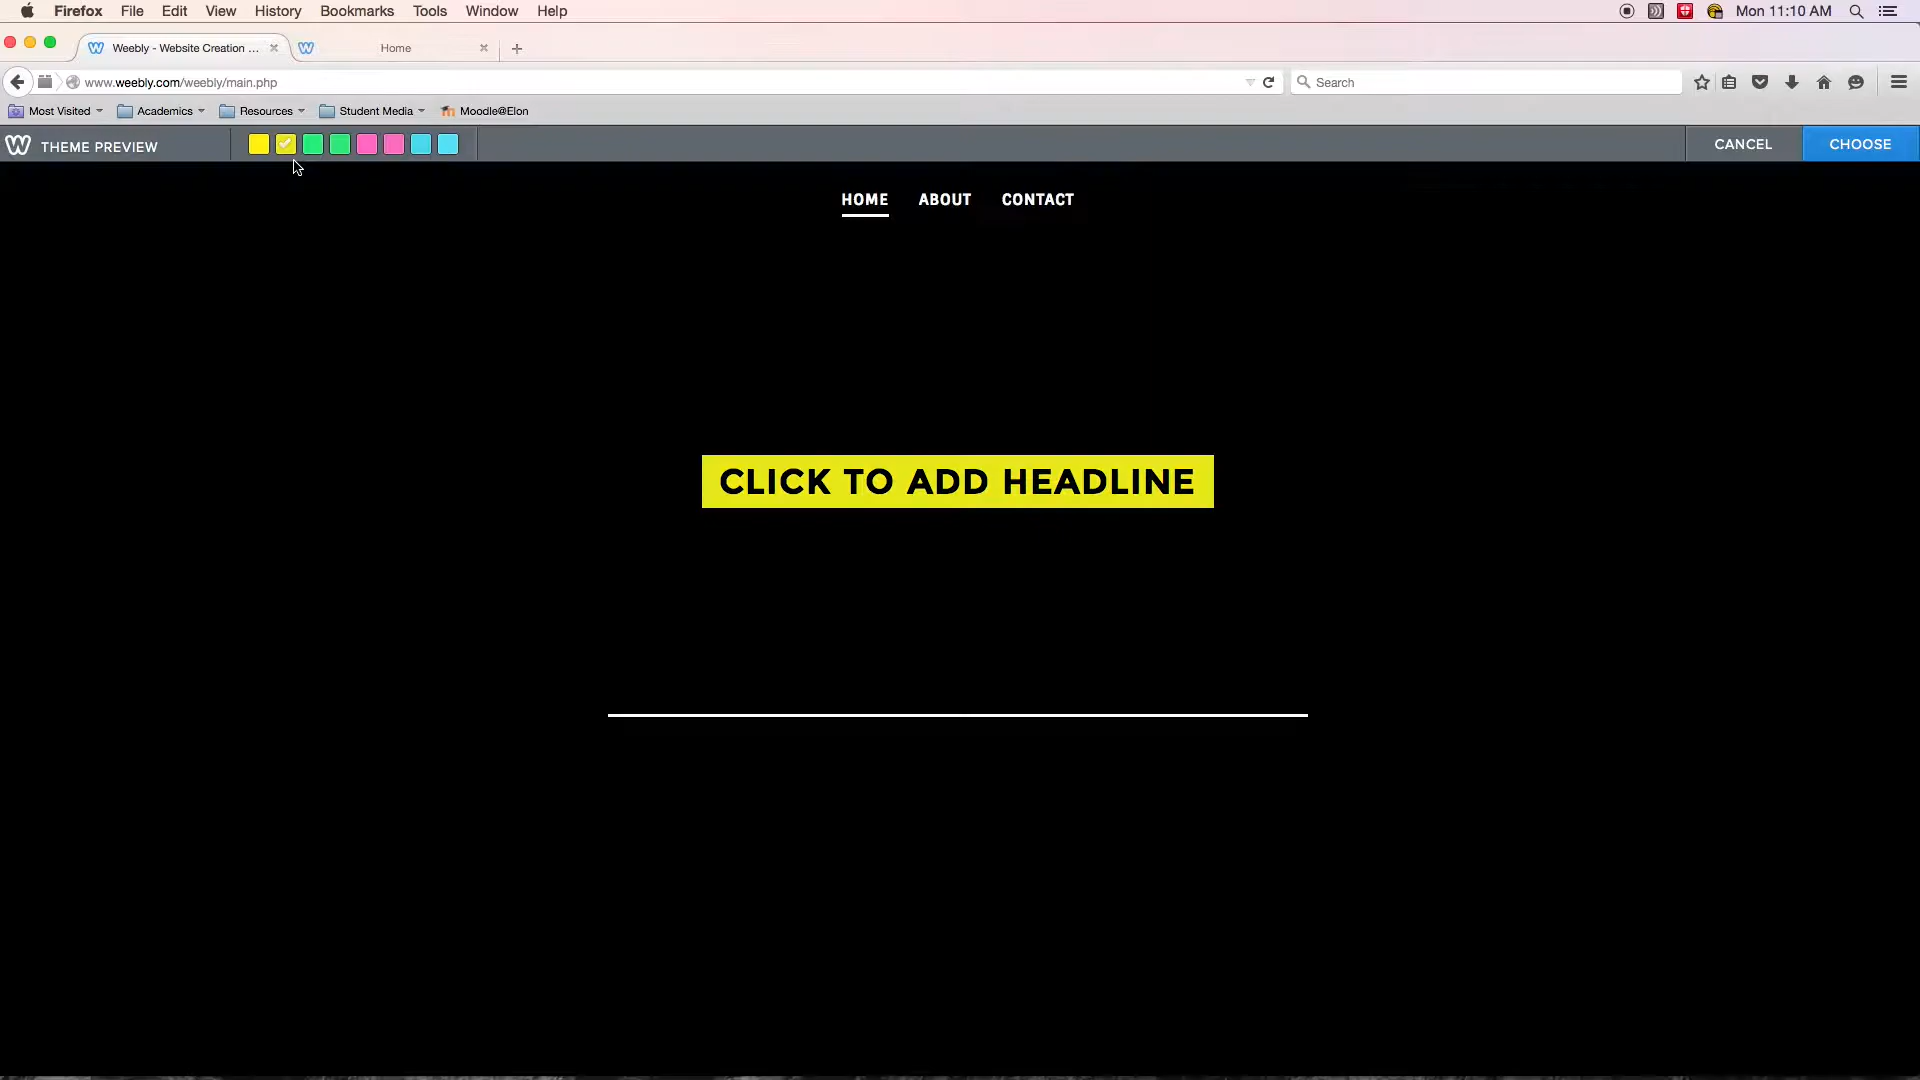 Firefox File Edit View History Bookmarks Tools Window Help Mon 11:10 AM
Weebly - Website Creation ... Home
www.weebly.com/weebly/main.php Search
Most Visited Academics Resources Student Media Moodle@Elon
THEME PREVIEW CANCEL CHOOSE
HOME ABOUT CONTACT
CLICK TO ADD HEADLINE